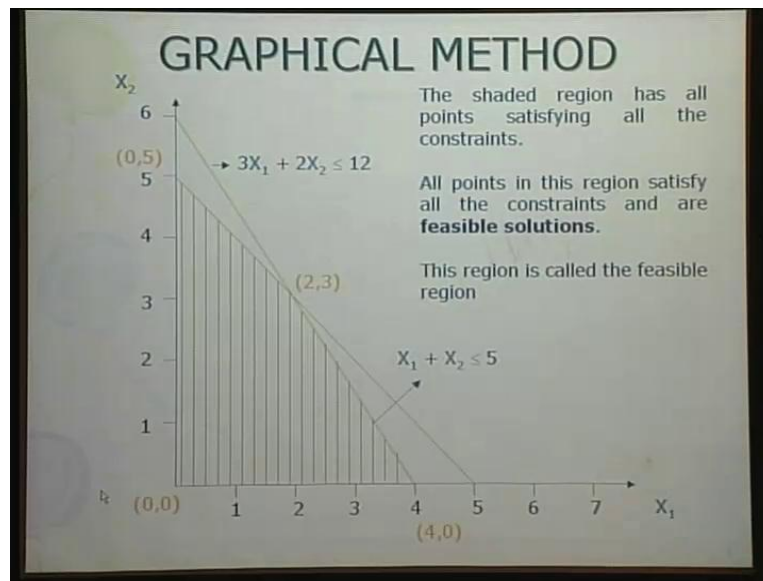 GRAPHICAL METHOD
The shaded region has all
points satisfying all the
constraints.
All points in this region satisfy
all the constraints and are
feasible solutions.
This region is called the feasible
region
X₂
6
(0,5)
5
4
3
2
1
3X₁ + 2X₂ ≤ 12
(2,3)
X₁ + X₂ ≤ 5
(0,0)
1 2 3 4 5 6 7 X₁
(4,0)